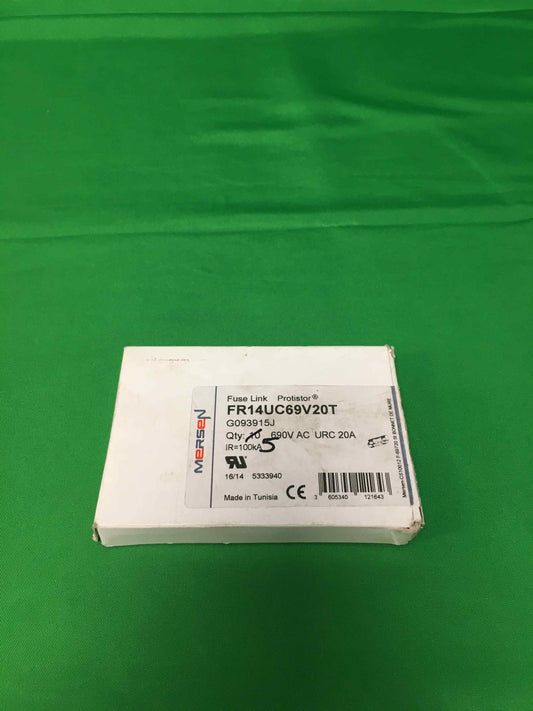 MERSEN
Fuse Link Protistor®
FR14UC69V20T
G093915J
Qty: 10 690V AC URC 20A
5
IR=100kA
16/14 5333940
Made in Tunisia CE
3 605340 121643